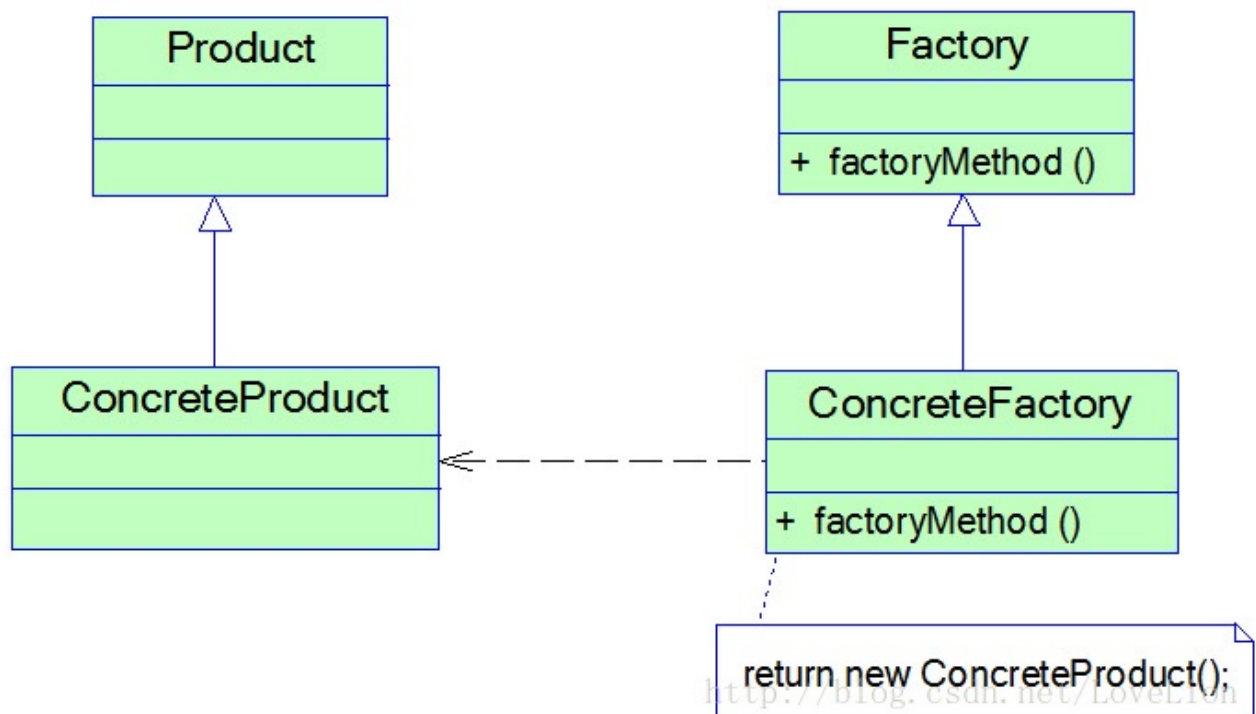 Product
Factory
+ factoryMethod ()
ConcreteProduct
ConcreteFactory
+ factoryMethod ()
return new ConcreteProduct();
http://blog.csdn.net/LoveLion